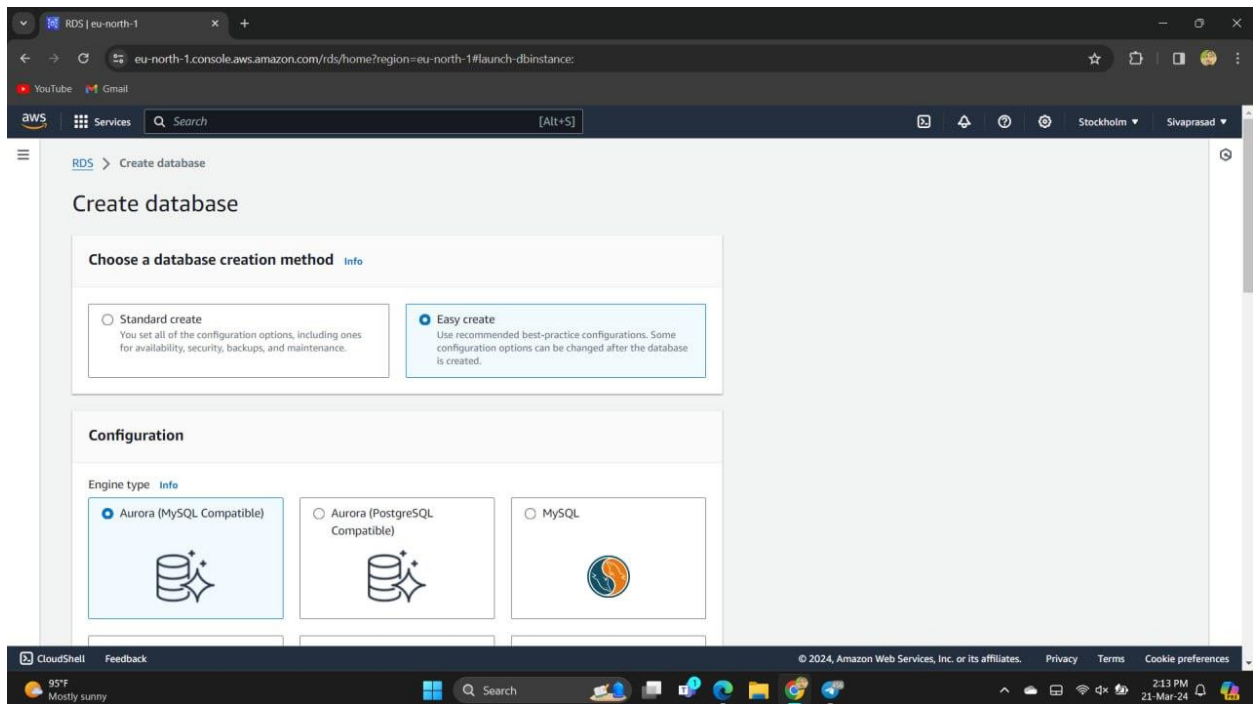 RDS | eu-north-1
eu-north-1.console.aws.amazon.com/rds/home?region=eu-north-1#launch-dbinstance:
YouTube Gmail
aws Services Search [Alt+S] Stockholm Sivaprasad
RDS > Create database
Create database
Choose a database creation method Info
Standard create
You set all of the configuration options, including ones
for availability, security, backups, and maintenance.
Easy create
Use recommended best-practice configurations. Some
configuration options can be changed after the database
is created.
Configuration
Engine type Info
Aurora (MySQL Compatible)
Aurora (PostgreSQL
Compatible)
MySQL
CloudShell Feedback © 2024, Amazon Web Services, Inc. or its affiliates. Privacy Terms Cookie preferences
95°F
Mostly sunny
Search
2:13 PM
21-Mar-24